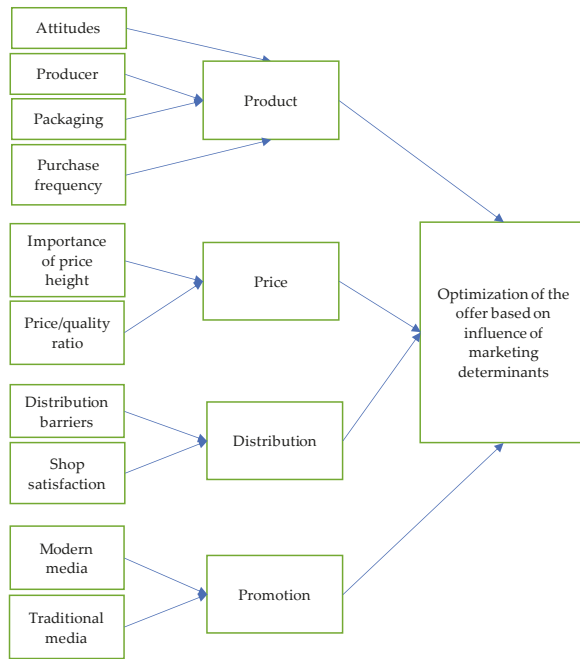 Attitudes
Producer
Packaging
Purchase
frequency
Product
Importance
of price
height
Price/quality
ratio
Price
Optimization of the
offer based on
influence of
marketing
determinants
Distribution
barriers
Shop
satisfaction
Distribution
Modern
media
Traditional
media
Promotion